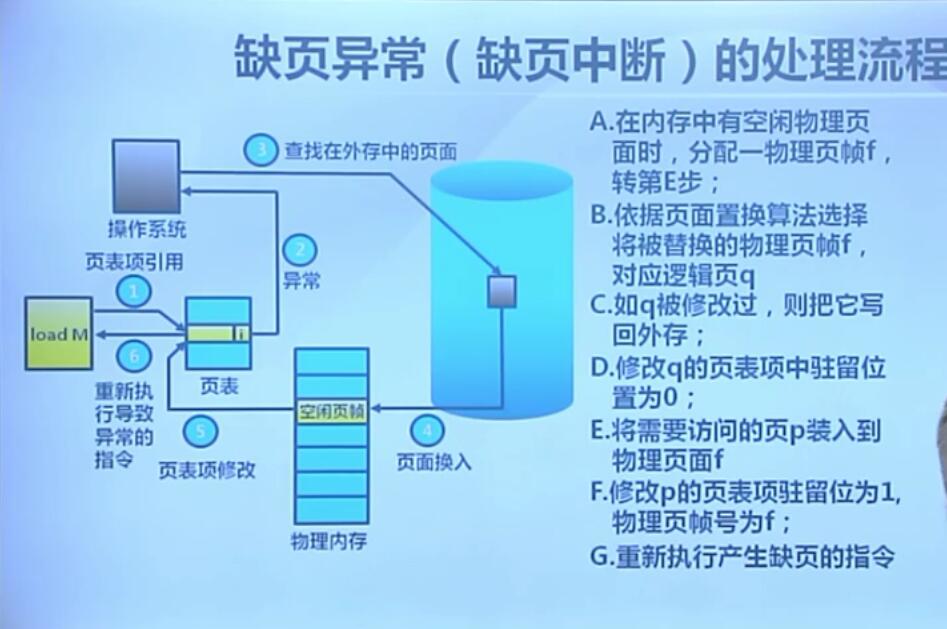 缺页异常（缺页中断）的处理流程
3 查找在外存中的页面
操作系统
页表项引用
1
2
异常
load M
i
6
页表
重新执
行导致
异常的
指令
5
页表项修改
空闲页帧
4
页面换入
物理内存
A.在内存中有空闲物理页
面时，分配一物理页帧f，
转第E步；
B.依据页面置换算法选择
将被替换的物理页帧f，
对应逻辑页q
C.如q被修改过，则把它写
回外存；
D.修改q的页表项中驻留位
置为0；
E.将需要访问的页p装入到
物理页面f
F.修改p的页表项驻留位为1,
物理页帧号为f；
G.重新执行产生缺页的指令